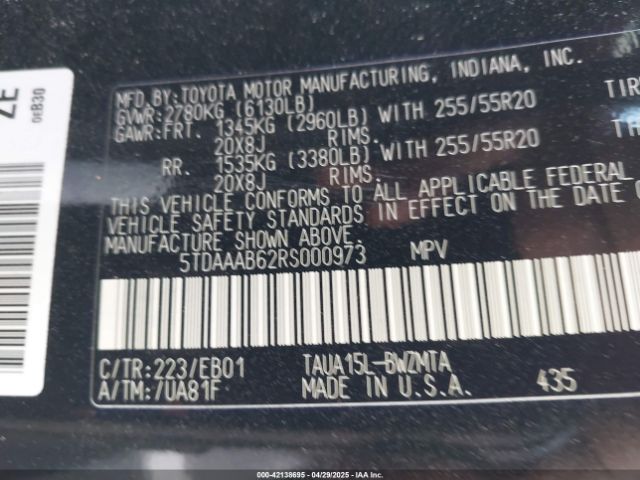 ZE
0EB30
MFD. BY: TOYOTA MOTOR MANUFACTURING, INDIANA, INC.
GVWR: 2780KG (6130LB)
GAWR: FRT. 1345KG (2960LB) WITH 255/55R20 TIR
20X8J RIMS.
RR. 1535KG (3380LB) WITH 255/55R20
20X8J RIMS.
THIS VEHICLE CONFORMS TO ALL APPLICABLE FEDERAL
VEHICLE SAFETY STANDARDS IN EFFECT ON THE DATE O
MANUFACTURE SHOWN ABOVE.
5TDAAAB62RS000973 MPV
C/TR: 223/EB01 TAUA15L-BWZMTA
A/TM: /UA81F MADE IN U.S.A. 435
000-42138695 04/29/2025 IAA Inc.